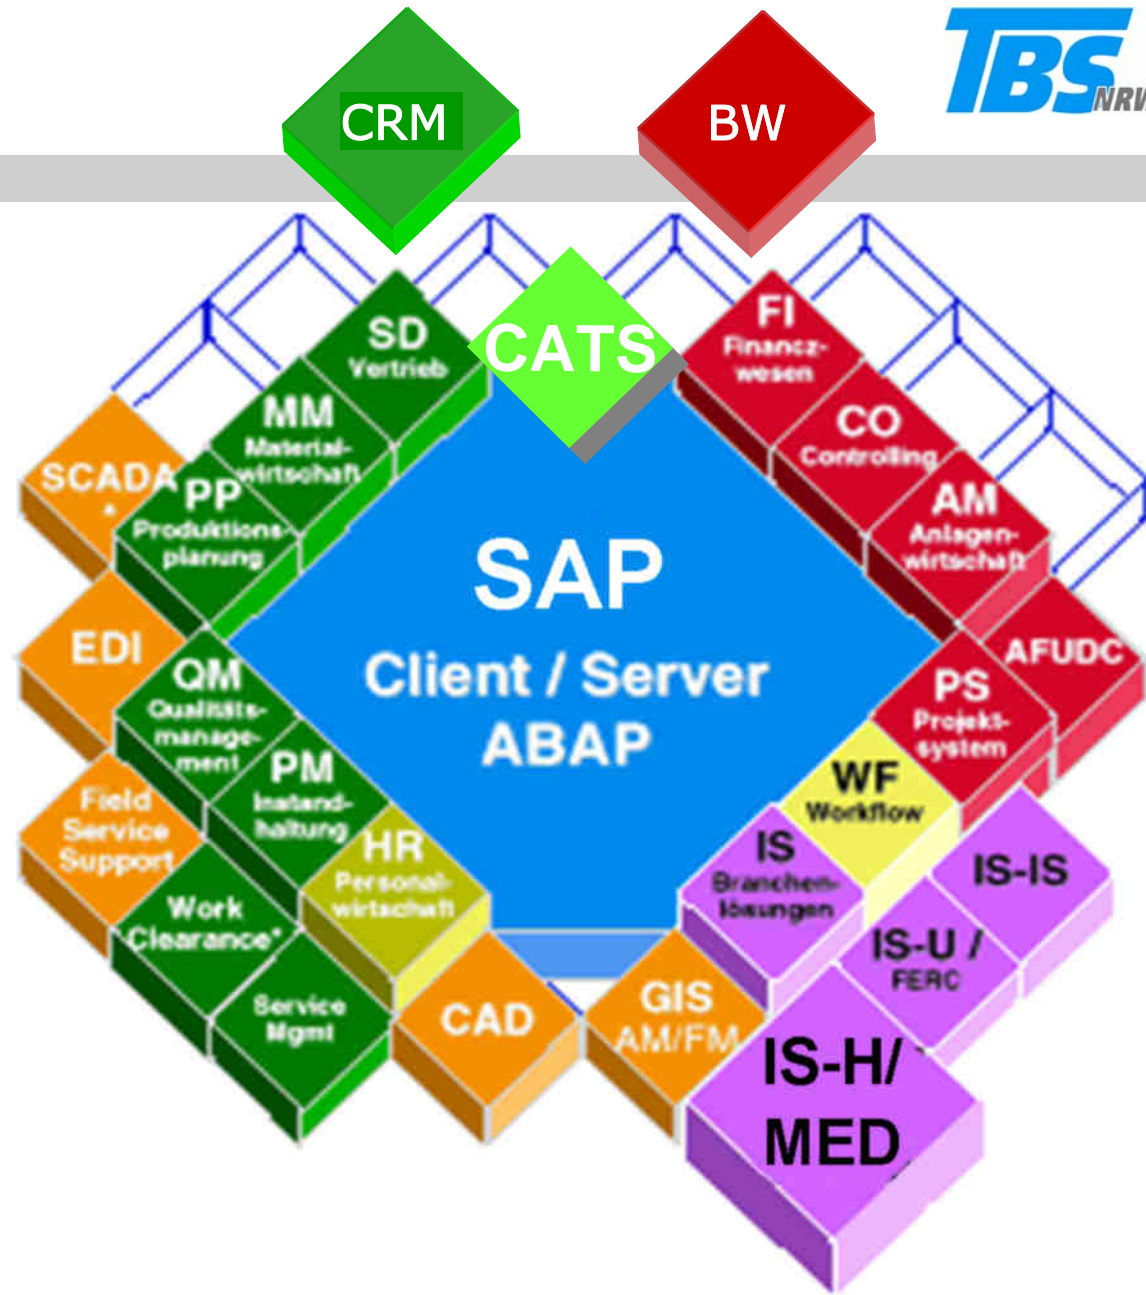 TBS NRW
CRM
BW
CATS
SD
Vertrieb
MM
Material-
wirtschaft
PP
Produktions-
planung
SCADA
*
EDI
QM
Qualitäts-
manage-
ment
PM
Instand-
haltung
HR
Personal-
wirtschaft
Field
Service
Support
Work
Clearance*
Service
Mgmt
CAD
SAP
Client / Server
ABAP
FI
Financz-
wesen
CO
Controlling
AM
Anlagen-
wirtschaft
AFUDC
PS
Projekt-
system
WF
Workflow
IS
Branchen-
lösungen
IS-IS
IS-U /
FERC
GIS
AM/FM
IS-H/
MED